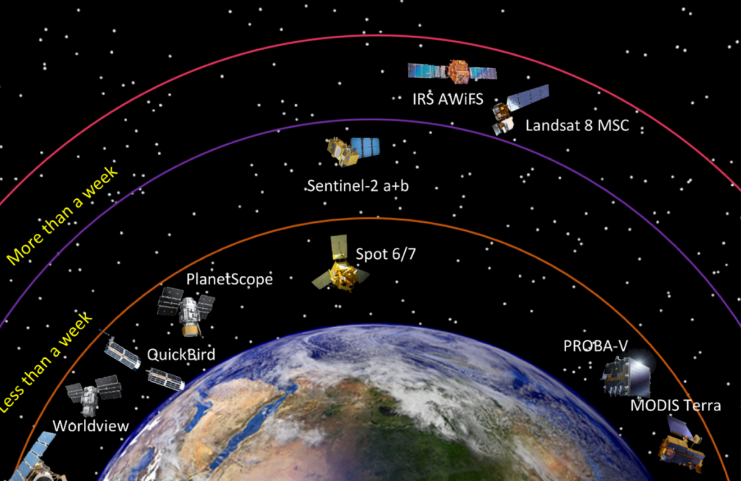 IRS AWiFS
Landsat 8 MSC
Sentinel-2 a+b
More than a week
Spot 6/7
PlanetScope
Less than a week
QuickBird
PROBA-V
MODIS Terra
Worldview